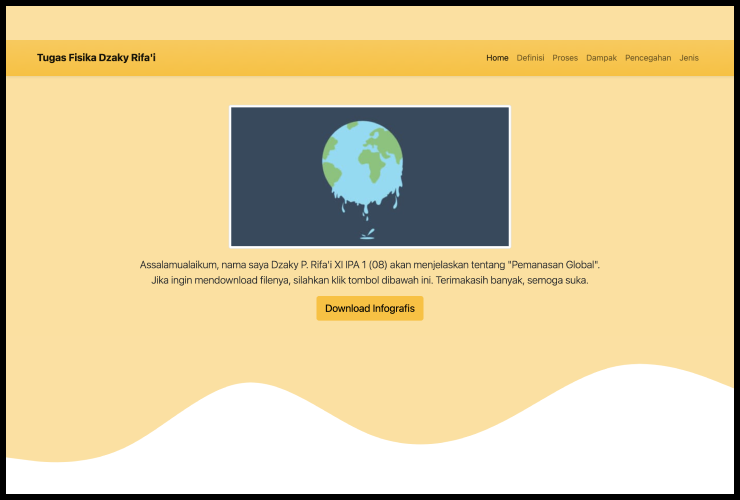 Tugas Fisika Dzaky Rifa'i
Home Definisi Proses Dampak Pencegahan Jenis
Assalamualaikum, nama saya Dzaky P. Rifa'i XI IPA 1 (08) akan menjelaskan tentang "Pemanasan Global".
Jika ingin mendownload filenya, silahkan klik tombol dibawah ini. Terimakasih banyak, semoga suka.
Download Infografis